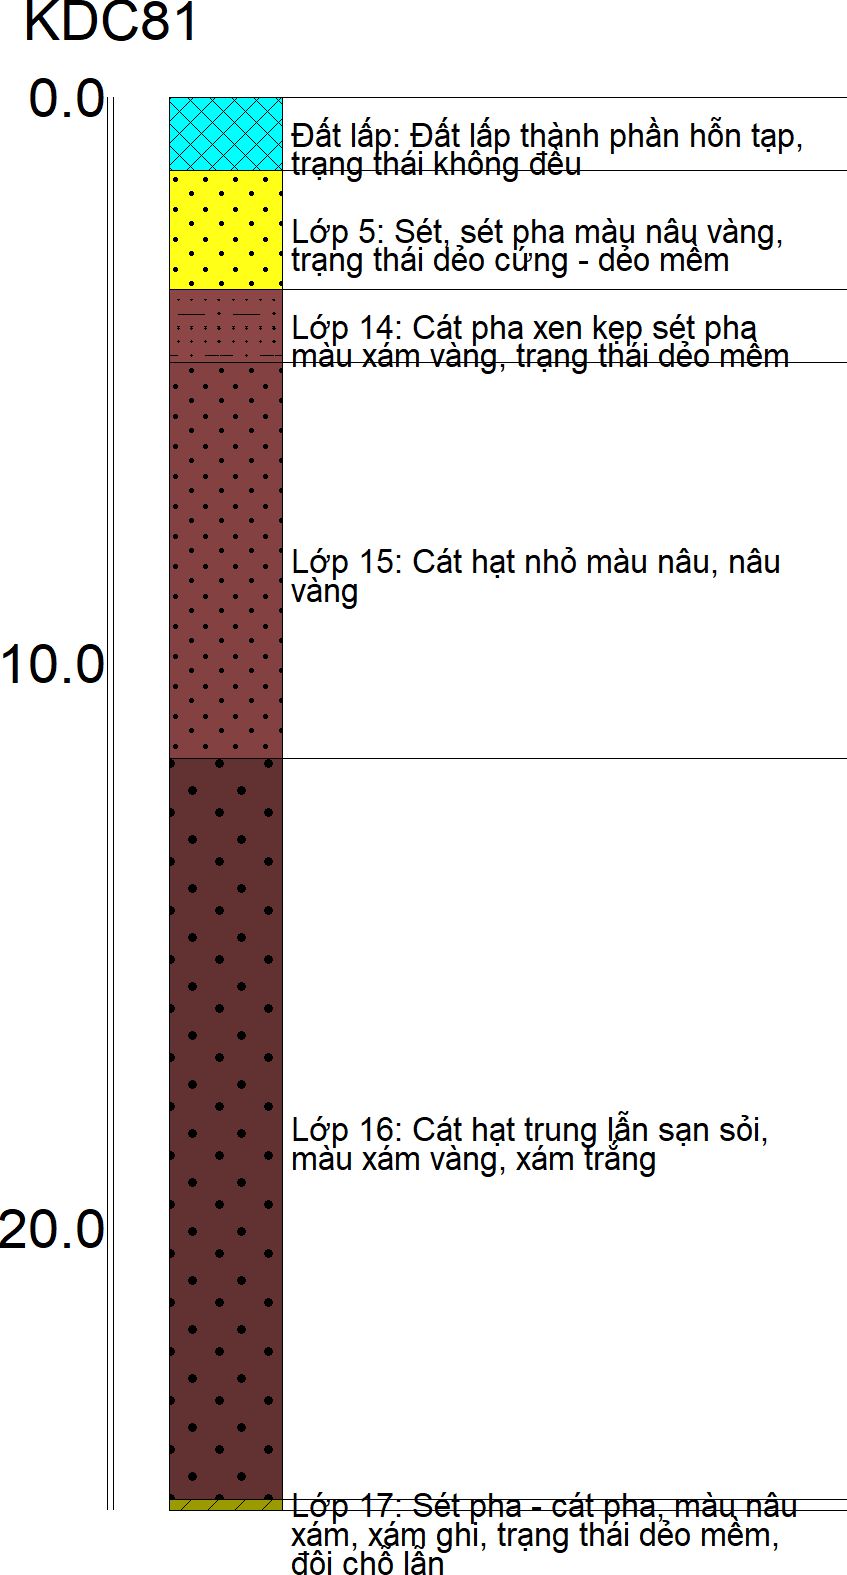 KDC81
0.0
Đất lấp: Đất lấp thành phần hỗn tạp,
trạng thái không đều
Lớp 5: Sét, sét pha màu nâu vàng,
trạng thái dẻo cứng - dẻo mềm
Lớp 14: Cát pha xen kẹp sét pha
màu xám vàng, trạng thái dẻo mềm
Lớp 15: Cát hạt nhỏ màu nâu, nâu
vàng
10.0
Lớp 16: Cát hạt trung lẫn sạn sỏi,
màu xám vàng, xám trắng
20.0
Lớp 17: Sét pha - cát pha, màu nâu
xám, xám ghi, trạng thái dẻo mềm,
đôi chỗ lẫn